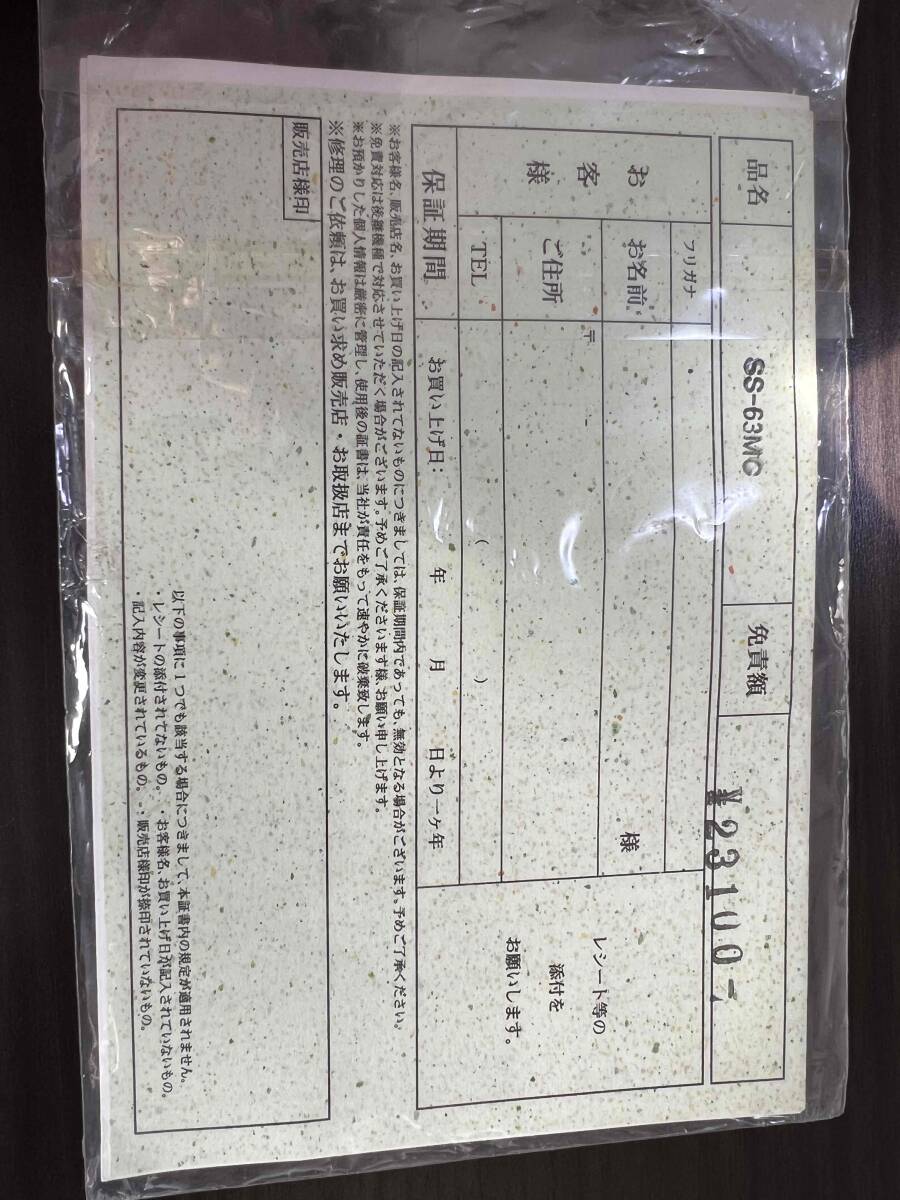 品名 SS-63MC 免責額 ¥23100-
お客様
フリガナ
お名前 様
ご住所 〒
TEL ( )
レシート等の
添付を
お願いします。
保証期間 お買い上げ日: 年 月 日より一ヶ年
※お客様名、販売店名、お買い上げ日の記入されてないものにつきましては、保証期間内であっても、無効となる場合がございます。予めご了承ください。
※免責対応は後継機種で対応させていただく場合がございます。予めご了承くださいます様、お願い申し上げます。
※お預かりした個人情報は厳密に管理し、使用後の証書は、当社が責任をもって速やかに破棄致します。
※修理のご依頼は、お買い求め販売店・お取扱店までお願いいたします。
販売店様印
以下の事項に1つでも該当する場合につきまして、本証書内の規定が適用されません。
・レシートの添付されてないもの。 ・お客様名、お買い上げ日が記入されていないもの。
・記入内容が変更されているもの。 ・販売店様印が捺印されていないもの。